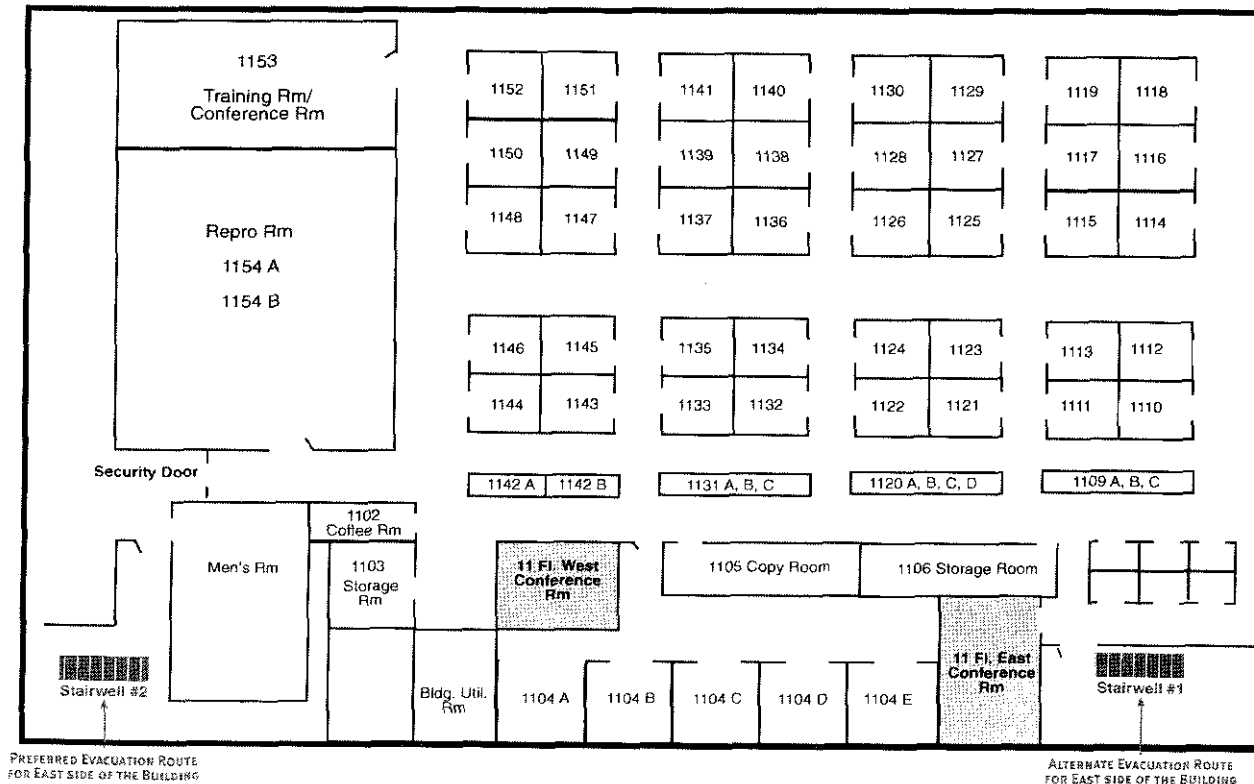 1153
Training Rm/
Conference Rm
1152 1151
1141 1140
1130 1129
1119 1118
1150 1149
1139 1138
1128 1127
1117 1116
1148 1147
1137 1136
1126 1125
1115 1114
Repro Rm
1154 A
1154 B
1146 1145
1135 1134
1124 1123
1113 1112
1144 1143
1133 1132
1122 1121
1111 1110
Security Door
1142 A 1142 B
1131 A, B, C
1120 A, B, C, D
1109 A, B, C
1102
Coffee Rm
Men's Rm
1103
Storage
Rm
11 Fl. West
Conference
Rm
1105 Copy Room
1106 Storage Room
Stairwell #2
Bldg. Util.
Rm
1104 A
1104 B
1104 C
1104 D
1104 E
11 Fl. East
Conference
Rm
Stairwell #1
PREFERRED EVACUATION ROUTE
FOR EAST SIDE OF THE BUILDING
ALTERNATE EVACUATION ROUTE
FOR EAST SIDE OF THE BUILDING